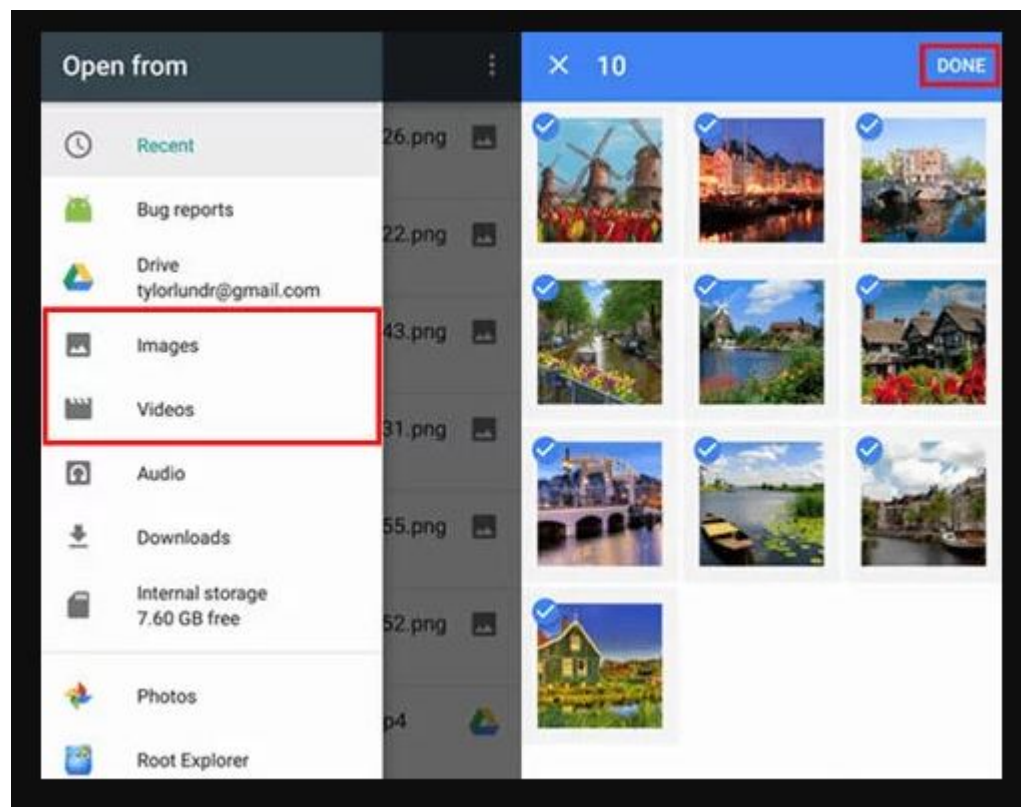 Open from
Recent
Bug reports
Drive
tylorlundr@gmail.com
Images
Videos
Audio
Downloads
Internal storage
7.60 GB free
Photos
Root Explorer
26.png
22.png
43.png
31.png
55.png
52.png
p4
10
DONE